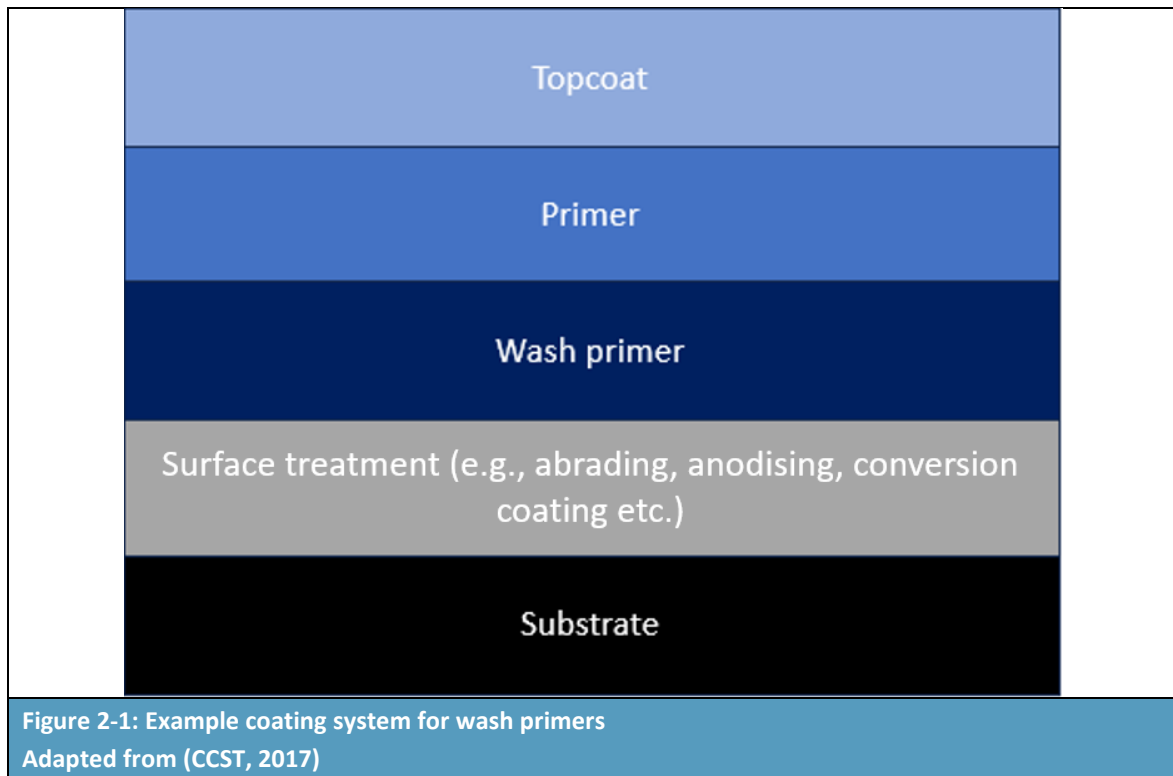 Topcoat
Primer
Wash primer
Surface treatment (e.g., abrading, anodising, conversion
coating etc.)
Substrate
Figure 2-1: Example coating system for wash primers
Adapted from (CCST, 2017)